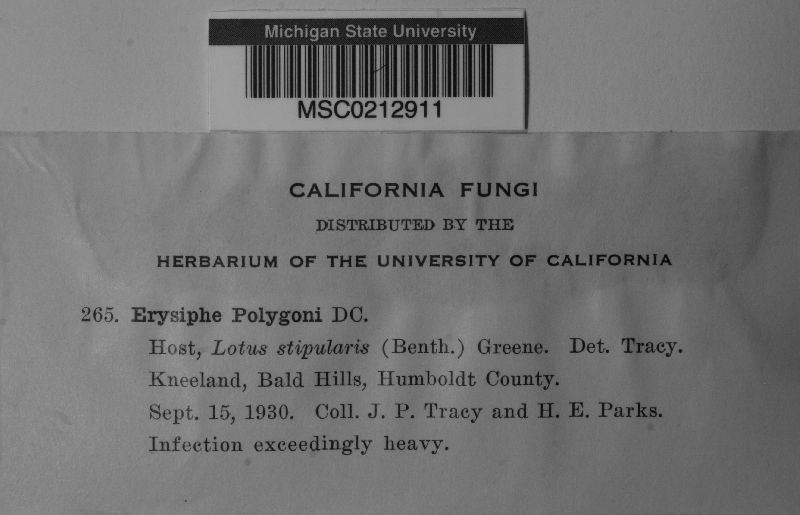 Michigan State University
MSC0212911
CALIFORNIA FUNGI
DISTRIBUTED BY THE
HERBARIUM OF THE UNIVERSITY OF CALIFORNIA
265. Erysiphe Polygoni DC.
Host, Lotus stipularis (Benth.) Greene. Det. Tracy.
Kneeland, Bald Hills, Humboldt County.
Sept. 15, 1930. Coll. J. P. Tracy and H. E. Parks.
Infection exceedingly heavy.